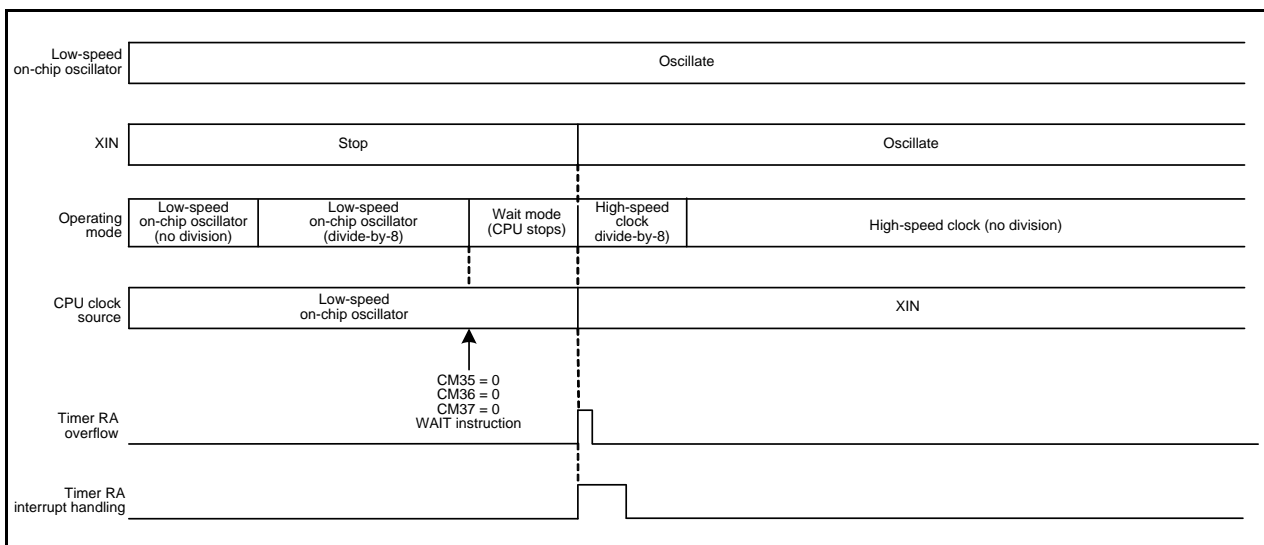 Low-speed
on-chip oscillator
Oscillate
XIN
Stop
Oscillate
Operating
mode
Low-speed
on-chip oscillator
(no division)
Low-speed
on-chip oscillator
(divide-by-8)
Wait mode
(CPU stops)
High-speed
clock
divide-by-8)
High-speed clock (no division)
CPU clock
source
Low-speed
on-chip oscillator
XIN
CM35 = 0
CM36 = 0
CM37 = 0
WAIT instruction
Timer RA
overflow
Timer RA
interrupt handling